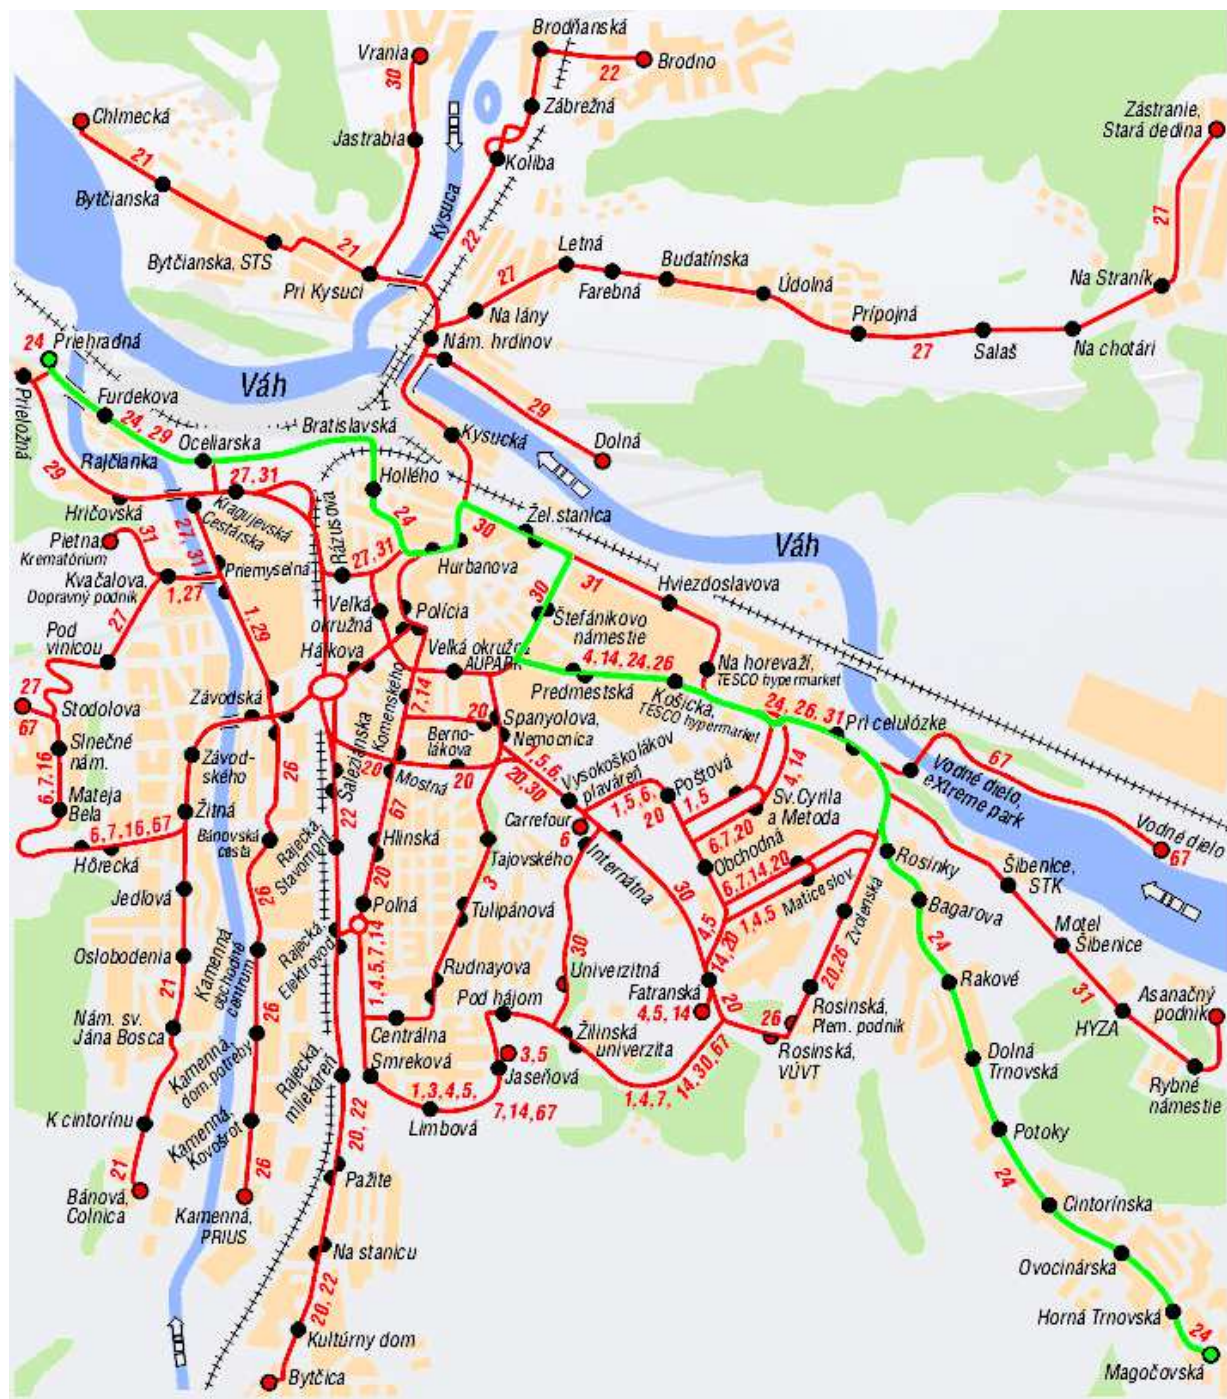 Brodňanská
Vrania
30
22
Brodno
Chlmecká
Zábrežná
Zástranie,
Stará dedina
Jastrabia
Koliba
21
Bytčianska
Kysuca
27
22
Letná
Bytčianska, STS
21
27
Budatínska
Farebná
Údolná
Na Straník
Pri Kysuci
Na lány
Prípojná
Nám. hrdinov
27
Salaš
Na chotári
24
Priehradná
Váh
Prieložná
Furdekova
24, 29
29
Bratislavská
Oceliarska
Kysucká
Dolná
Rajčianka
29
27, 31
Hollého
Hričovská
Kragujevská
Cestárska
27, 31
Rázusova
24
30
Žel. stanica
Váh
Pietna,
Krematórium
31
Priemyselná
27, 31
Hurbanova
31
Hviezdoslavova
Kvačalova,
Dopravný podnik
1, 27
27
1, 29
Veľká
okružná
Polícia
30
Štefánikovo
námestie
Pod
vinicou
Hálkova
Veľká okružná
AUPARK
4, 14, 24, 26
Na horevaží,
TESCO hypermarket
Predmestská
Košická,
TESCO hypermarket
27
67
Stodolova
Závodská
Komenského
7, 14
20
Spanyolova,
Nemocnica
24, 26, 31
Pri celulózke
Slnečné
nám.
Závod-
ského
26
Saleziánska
Berno-
lákova
20
Mostná
20
1, 5, 6,
20, 30
Vysokoškolákov
plaváreň
Poštová
4, 14
67
Vodné dielo,
eXtreme park
6, 7, 16
Mateja
Bela
Žitná
22
67
1, 5, 6,
20
1, 5
Sv. Cyrila
a Metoda
Carrefour
6
6, 7, 16, 67
Hôrecká
Bánovská
cesta
Rajecká,
Stavomont
Hlinská
Tajovského
Internátna
6, 7, 20
Obchodná
Vodné dielo
67
Rosinky
Jedľová
26
20
3
30
6, 7, 14, 20
Matice slov.
Šibenice,
STK
Bagarova
Polná
Tulipánová
4, 5
1, 4, 5
Zvolenská
Motel
Šibenice
Oslobodenia
Kamenná
obchodné
centrum
Rajecká,
Elektrovod
1, 4, 5, 7, 14
30
14, 20
20, 26
24
21
Rudnayova
Univerzitná
Rakové
31
Asanačný
podnik
Nám. sv.
Jána Bosca
26
Pod hájom
Fatranská
4, 5, 14
20
26
Rosinská,
Plem. podnik
HYZA
Kamenná,
dom. potreby
Centrálna
Žilinská
univerzita
Rosinská,
VÚVT
Rajecká,
mliekáreň
Smreková
3, 5
Jaseňová
Dolná
Trnovská
Rybné
námestie
1, 3, 4, 5,
7, 14, 67
1, 4, 7,
14, 30, 67
K cintorínu
Kamenná,
Kovošrot
20, 22
Limbová
Potoky
21
26
24
Pažite
Bánová,
Colnica
Kamenná,
PRIUS
Cintorínska
Na stanicu
Ovocinárska
20, 22
Horná Trnovská
Kultúrny dom
24
Bytčica
Magočovská